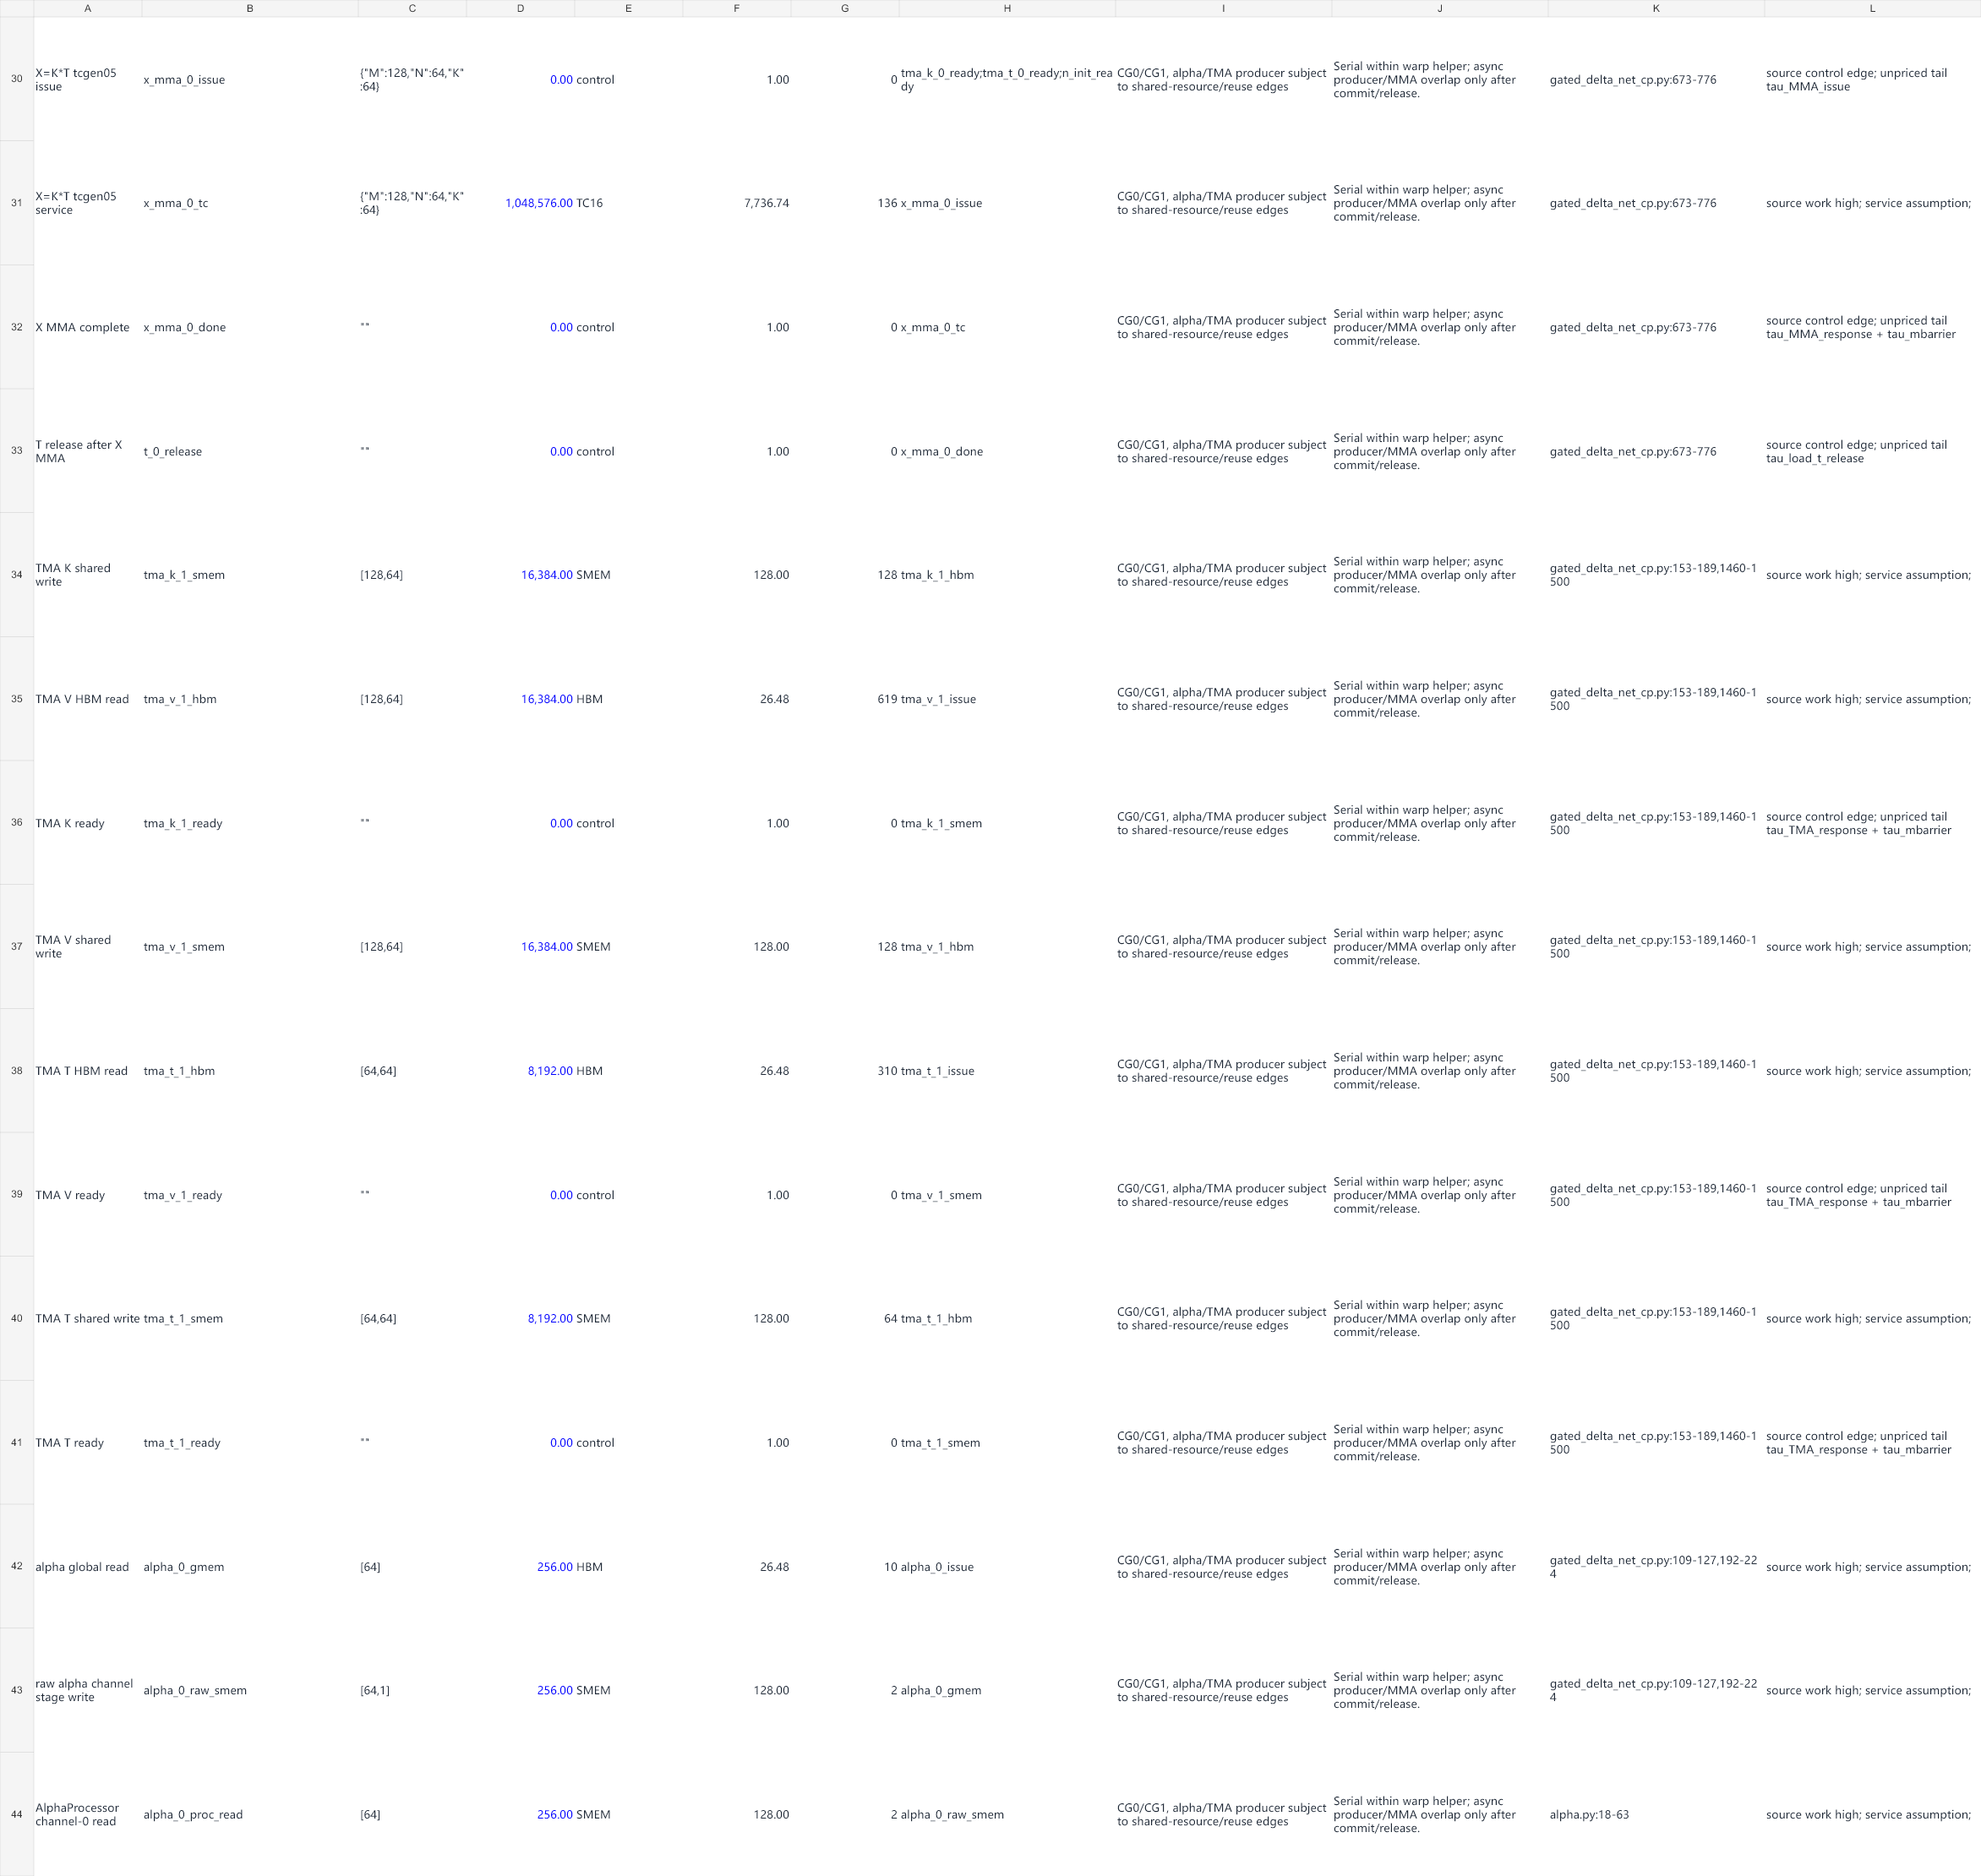 A B C D E F G H I J K L
30 X=K*T tcgen05 issue x_mma_0_issue {"M":128,"N":64,"K":64} 0.00 control 1.00 0 tma_k_0_ready;tma_t_0_ready;n_init_ready CG0/CG1, alpha/TMA producer subject to shared-resource/reuse edges Serial within warp helper; async producer/MMA overlap only after commit/release. gated_delta_net_cp.py:673-776 source control edge; unpriced tail tau_MMA_issue
31 X=K*T tcgen05 service x_mma_0_tc {"M":128,"N":64,"K":64} 1,048,576.00 TC16 7,736.74 136 x_mma_0_issue CG0/CG1, alpha/TMA producer subject to shared-resource/reuse edges Serial within warp helper; async producer/MMA overlap only after commit/release. gated_delta_net_cp.py:673-776 source work high; service assumption;
32 X MMA complete x_mma_0_done "" 0.00 control 1.00 0 x_mma_0_tc CG0/CG1, alpha/TMA producer subject to shared-resource/reuse edges Serial within warp helper; async producer/MMA overlap only after commit/release. gated_delta_net_cp.py:673-776 source control edge; unpriced tail tau_MMA_response + tau_mbarrier
33 T release after X MMA t_0_release "" 0.00 control 1.00 0 x_mma_0_done CG0/CG1, alpha/TMA producer subject to shared-resource/reuse edges Serial within warp helper; async producer/MMA overlap only after commit/release. gated_delta_net_cp.py:673-776 source control edge; unpriced tail tau_load_t_release
34 TMA K shared write tma_k_1_smem [128,64] 16,384.00 SMEM 128.00 128 tma_k_1_hbm CG0/CG1, alpha/TMA producer subject to shared-resource/reuse edges Serial within warp helper; async producer/MMA overlap only after commit/release. gated_delta_net_cp.py:153-189,1460-1500 source work high; service assumption;
35 TMA V HBM read tma_v_1_hbm [128,64] 16,384.00 HBM 26.48 619 tma_v_1_issue CG0/CG1, alpha/TMA producer subject to shared-resource/reuse edges Serial within warp helper; async producer/MMA overlap only after commit/release. gated_delta_net_cp.py:153-189,1460-1500 source work high; service assumption;
36 TMA K ready tma_k_1_ready "" 0.00 control 1.00 0 tma_k_1_smem CG0/CG1, alpha/TMA producer subject to shared-resource/reuse edges Serial within warp helper; async producer/MMA overlap only after commit/release. gated_delta_net_cp.py:153-189,1460-1500 source control edge; unpriced tail tau_TMA_response + tau_mbarrier
37 TMA V shared write tma_v_1_smem [128,64] 16,384.00 SMEM 128.00 128 tma_v_1_hbm CG0/CG1, alpha/TMA producer subject to shared-resource/reuse edges Serial within warp helper; async producer/MMA overlap only after commit/release. gated_delta_net_cp.py:153-189,1460-1500 source work high; service assumption;
38 TMA T HBM read tma_t_1_hbm [64,64] 8,192.00 HBM 26.48 310 tma_t_1_issue CG0/CG1, alpha/TMA producer subject to shared-resource/reuse edges Serial within warp helper; async producer/MMA overlap only after commit/release. gated_delta_net_cp.py:153-189,1460-1500 source work high; service assumption;
39 TMA V ready tma_v_1_ready "" 0.00 control 1.00 0 tma_v_1_smem CG0/CG1, alpha/TMA producer subject to shared-resource/reuse edges Serial within warp helper; async producer/MMA overlap only after commit/release. gated_delta_net_cp.py:153-189,1460-1500 source control edge; unpriced tail tau_TMA_response + tau_mbarrier
40 TMA T shared write tma_t_1_smem [64,64] 8,192.00 SMEM 128.00 64 tma_t_1_hbm CG0/CG1, alpha/TMA producer subject to shared-resource/reuse edges Serial within warp helper; async producer/MMA overlap only after commit/release. gated_delta_net_cp.py:153-189,1460-1500 source work high; service assumption;
41 TMA T ready tma_t_1_ready "" 0.00 control 1.00 0 tma_t_1_smem CG0/CG1, alpha/TMA producer subject to shared-resource/reuse edges Serial within warp helper; async producer/MMA overlap only after commit/release. gated_delta_net_cp.py:153-189,1460-1500 source control edge; unpriced tail tau_TMA_response + tau_mbarrier
42 alpha global read alpha_0_gmem [64] 256.00 HBM 26.48 10 alpha_0_issue CG0/CG1, alpha/TMA producer subject to shared-resource/reuse edges Serial within warp helper; async producer/MMA overlap only after commit/release. gated_delta_net_cp.py:109-127,192-224 source work high; service assumption;
43 raw alpha channel stage write alpha_0_raw_smem [64,1] 256.00 SMEM 128.00 2 alpha_0_gmem CG0/CG1, alpha/TMA producer subject to shared-resource/reuse edges Serial within warp helper; async producer/MMA overlap only after commit/release. gated_delta_net_cp.py:109-127,192-224 source work high; service assumption;
44 AlphaProcessor channel-0 read alpha_0_proc_read [64] 256.00 SMEM 128.00 2 alpha_0_raw_smem CG0/CG1, alpha/TMA producer subject to shared-resource/reuse edges Serial within warp helper; async producer/MMA overlap only after commit/release. alpha.py:18-63 source work high; service assumption;